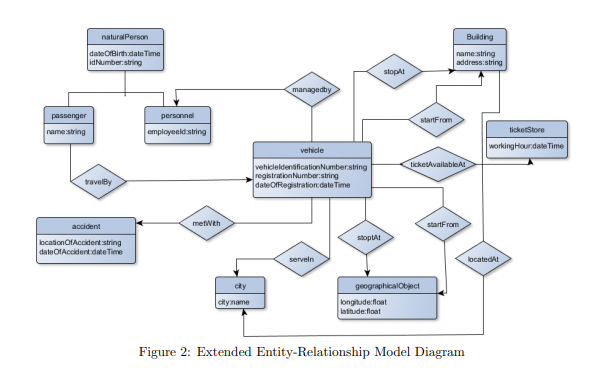 naturalPerson
dateOfBirth:dateTime
idNumber:string
Building
name:string
address:string
stopAt
managedby
startFrom
passenger
name:string
personnel
employeeId:string
ticketStore
workingHour:dateTime
vehicle
vehicleIdentificationNumber:string
registrationNumber:string
dateOfRegistration:dateTime
ticketAvailableAt
travelBy
accident
locationOfAccident:string
dateOfAccident:dateTime
metWith
stoptAt
startFrom
serveIn
locatedAt
city
city:name
geographicalObject
longitude:float
latitude:float
Figure 2: Extended Entity-Relationship Model Diagram